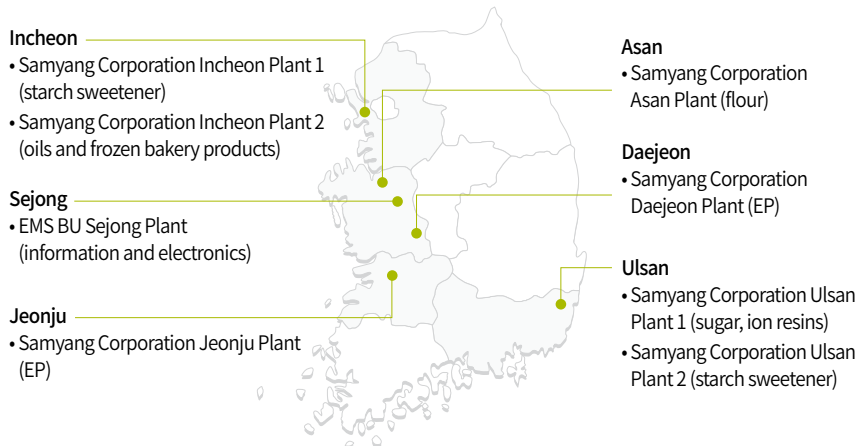 Incheon
• Samyang Corporation Incheon Plant 1
(starch sweetener)
• Samyang Corporation Incheon Plant 2
(oils and frozen bakery products)
Sejong
• EMS BU Sejong Plant
(information and electronics)
Jeonju
• Samyang Corporation Jeonju Plant
(EP)
Asan
• Samyang Corporation
Asan Plant (flour)
Daejeon
• Samyang Corporation
Daejeon Plant (EP)
Ulsan
• Samyang Corporation Ulsan
Plant 1 (sugar, ion resins)
• Samyang Corporation Ulsan
Plant 2 (starch sweetener)